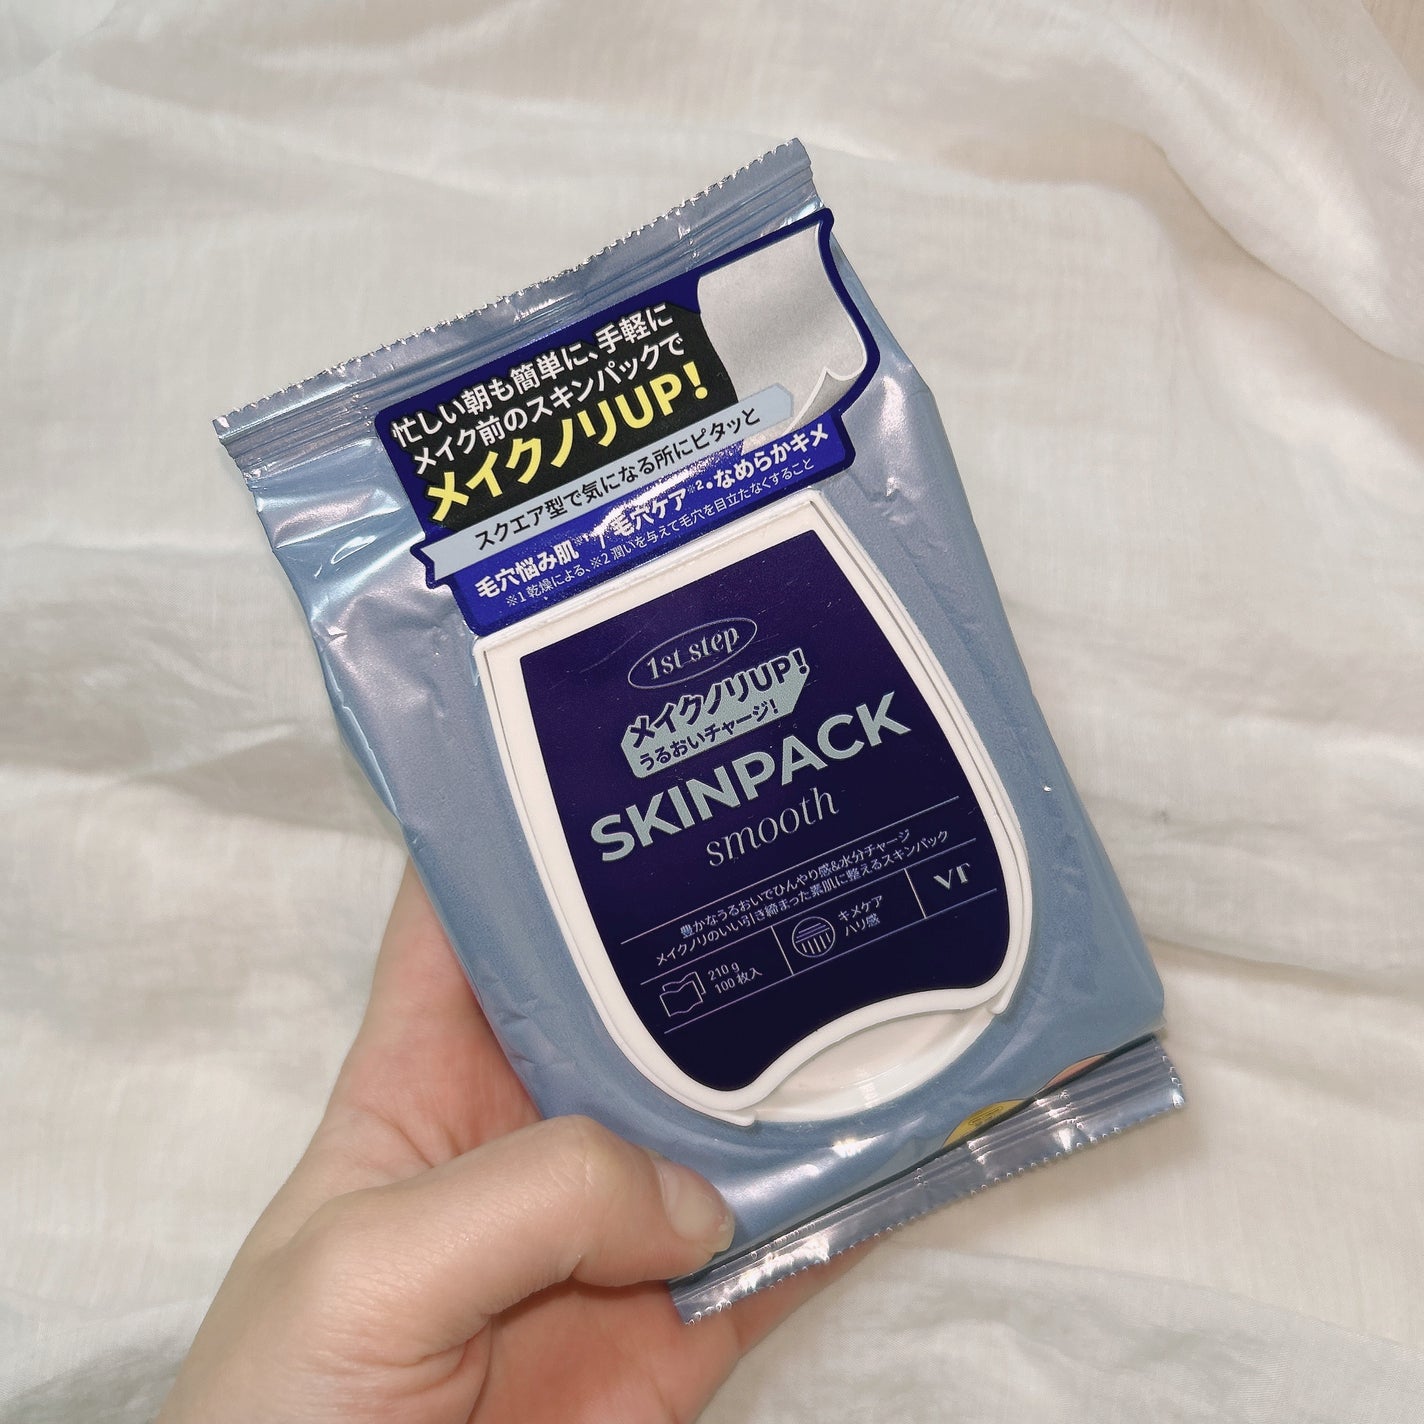 忙しい朝も簡単に、手軽に
メイク前のスキンパックで
メイクノリUP!
スクエア型で気になる所にピタッと
毛穴悩み肌※1/毛穴ケア※2・なめらかキメ
※1 乾燥による、※2 潤いを与えて毛穴を目立たなくすること
1st step
メイクノリUP!
うるおいチャージ!
SKINPACK
smooth
豊かなうるおいでひんやり感&水分チャージ
メイクノリのいい引き締まった素肌に整えるスキンパック
210 g
100 枚入
キメケア
ハリ感
VT